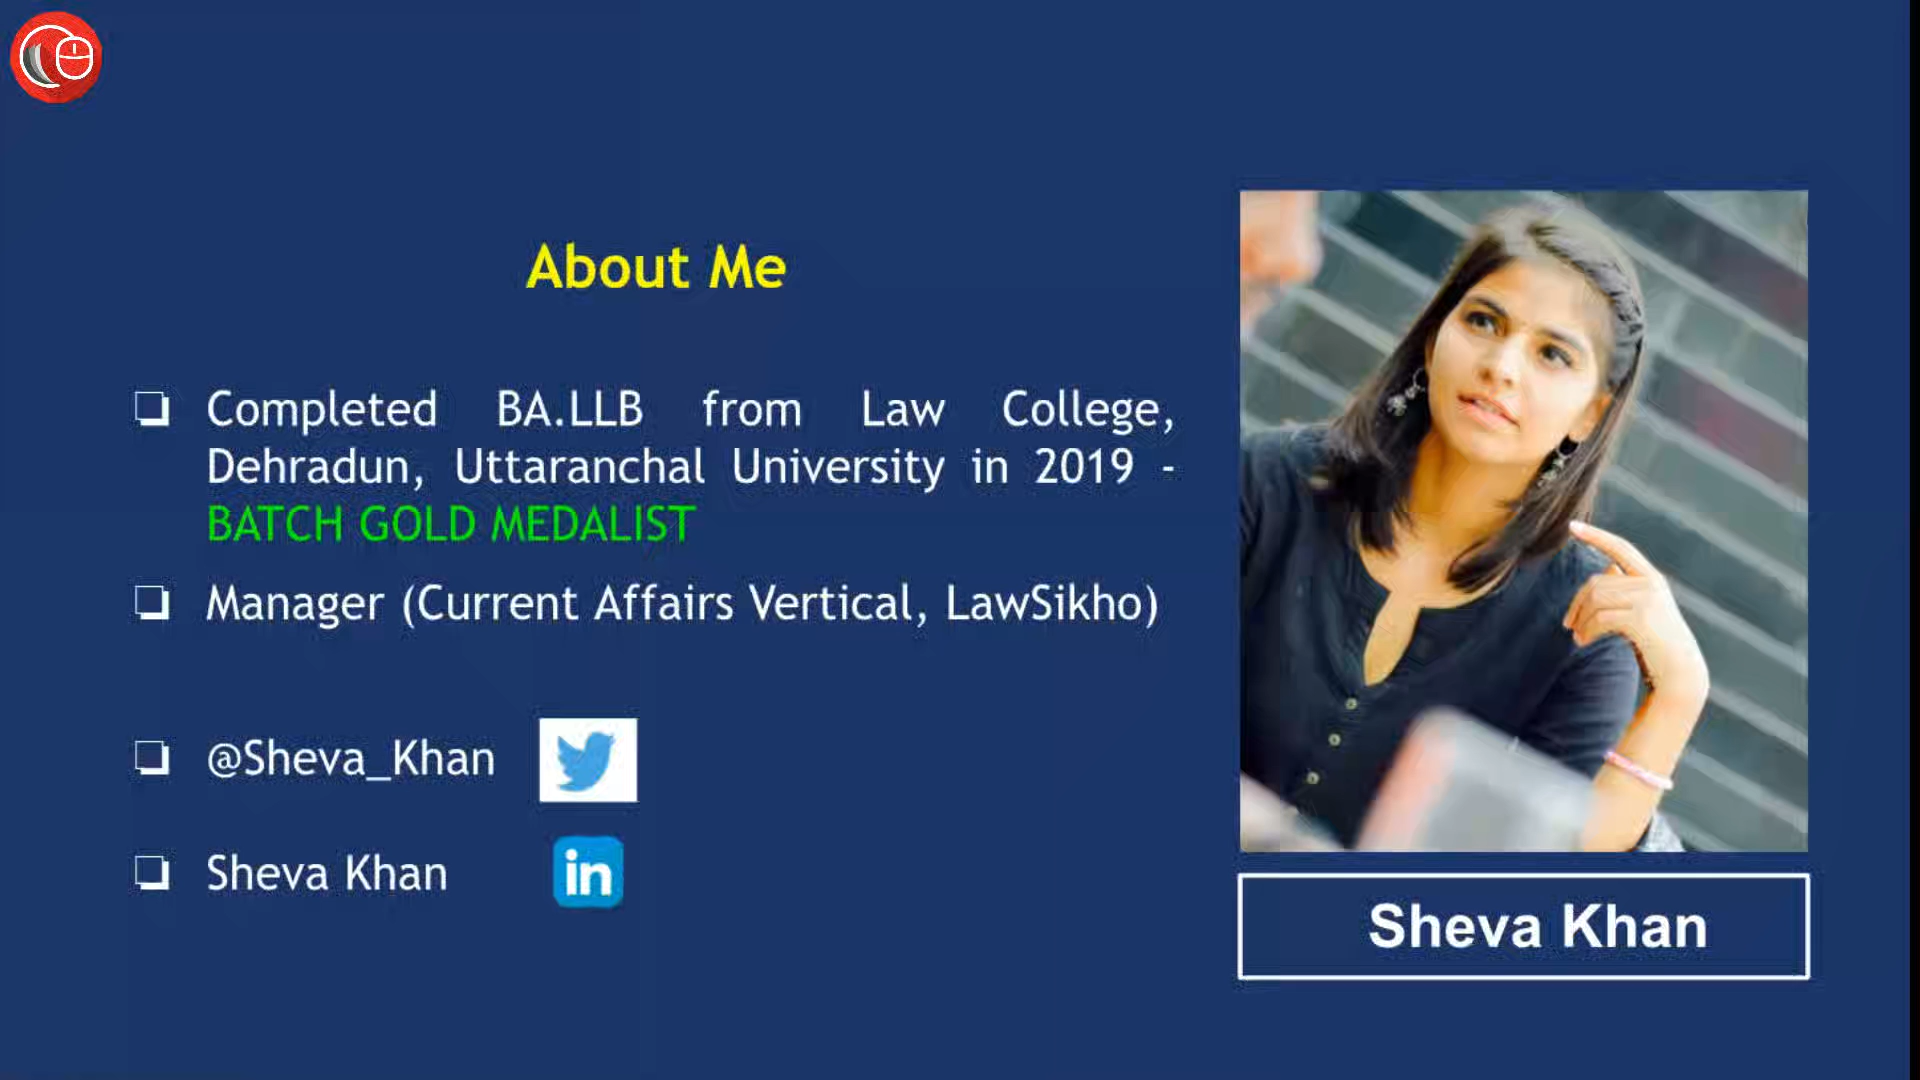 About Me
Completed BA.LLB from Law College,
Dehradun, Uttaranchal University in 2019 -
BATCH GOLD MEDALIST
Manager (Current Affairs Vertical, LawSikho)
@Sheva_Khan
Sheva Khan
in
Sheva Khan